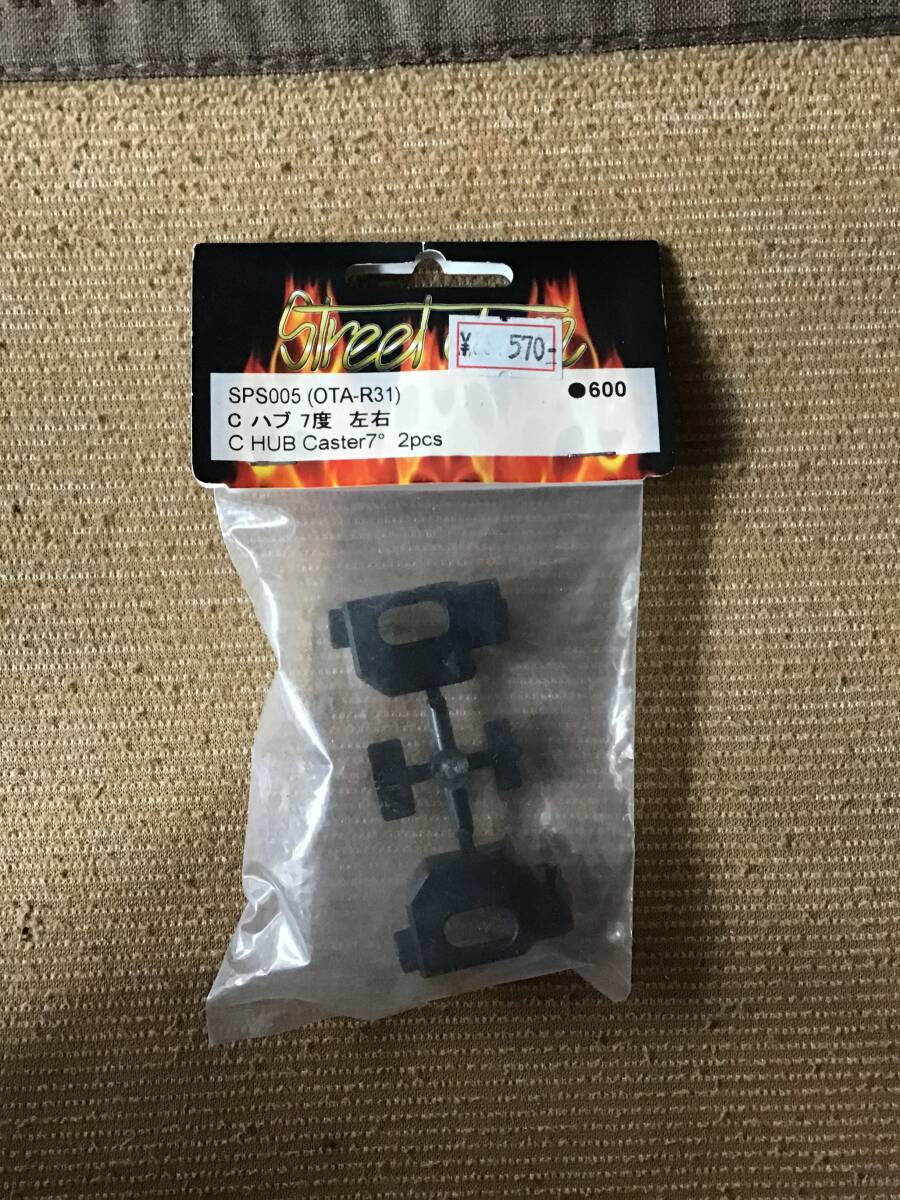 Street
¥ 570-
SPS005 (OTA-R31) ●600
C ハブ 7度 左右
C HUB Caster7° 2pcs